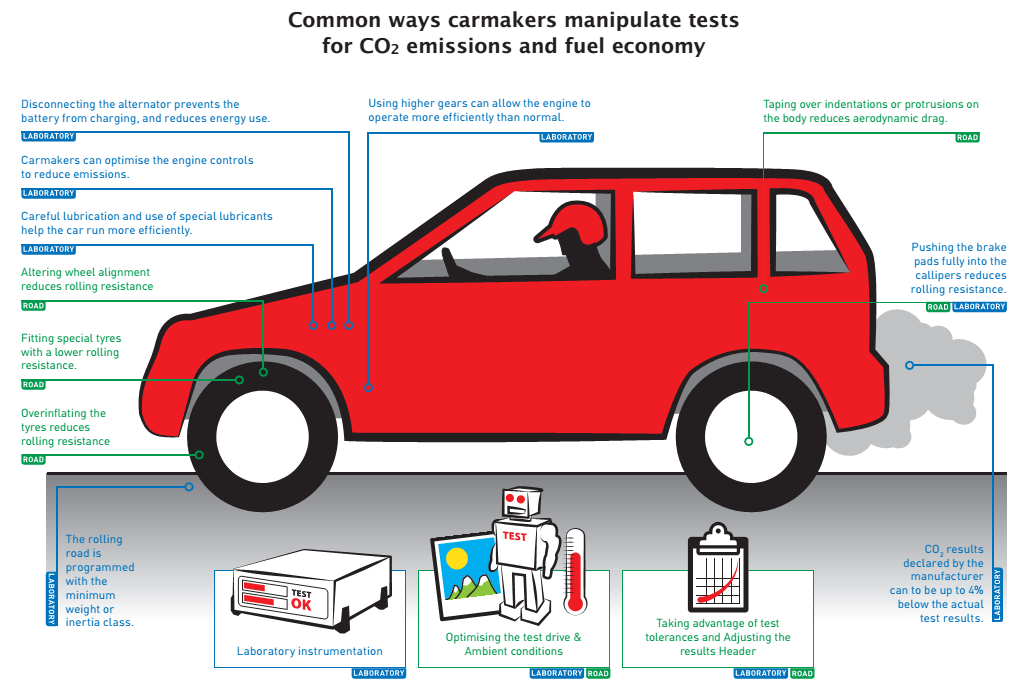 Common ways carmakers manipulate tests
for CO₂ emissions and fuel economy
Disconnecting the alternator prevents the
battery from charging, and reduces energy use.
LABORATORY
Carmakers can optimise the engine controls
to reduce emissions.
LABORATORY
Careful lubrication and use of special lubricants
help the car run more efficiently.
LABORATORY
Altering wheel alignment
reduces rolling resistance
ROAD
Fitting special tyres
with a lower rolling
resistance.
ROAD
Overinflating the
tyres reduces
rolling resistance
ROAD
Using higher gears can allow the engine to
operate more efficiently than normal.
LABORATORY
Taping over indentations or protrusions on
the body reduces aerodynamic drag.
ROAD
Pushing the brake
pads fully into the
callipers reduces
rolling resistance.
ROAD LABORATORY
The rolling
road is
programmed
with the
minimum
weight or
inertia class.
LABORATORY
TEST
OK
Laboratory instrumentation
LABORATORY
TEST
Optimising the test drive &
Ambient conditions
LABORATORY ROAD
Taking advantage of test
tolerances and Adjusting the
results Header
LABORATORY ROAD
CO₂ results
declared by the
manufacturer
can to be up to 4%
below the actual
test results.
LABORATORY